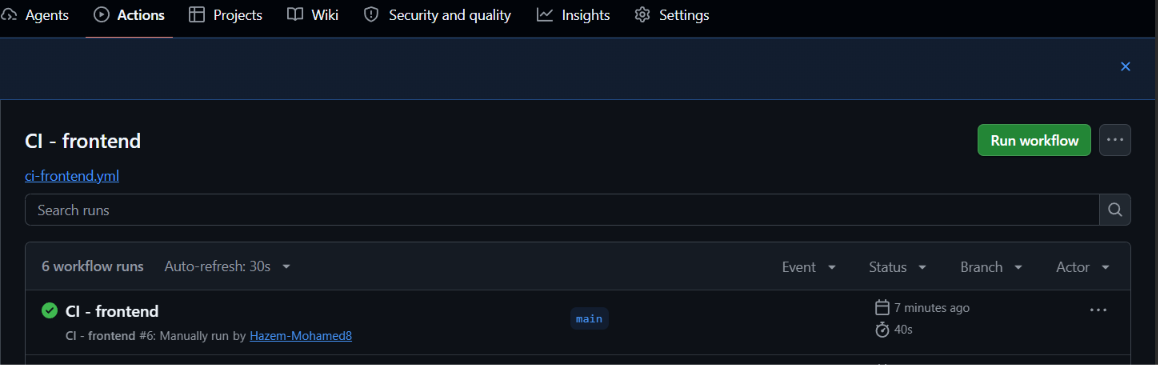 Agents Actions Projects Wiki Security and quality Insights Settings
CI - frontend
Run workflow
ci-frontend.yml
Search runs
6 workflow runs Auto-refresh: 30s Event Status Branch Actor
CI - frontend
main
7 minutes ago
CI - frontend #6: Manually run by Hazem-Mohamed8
40s